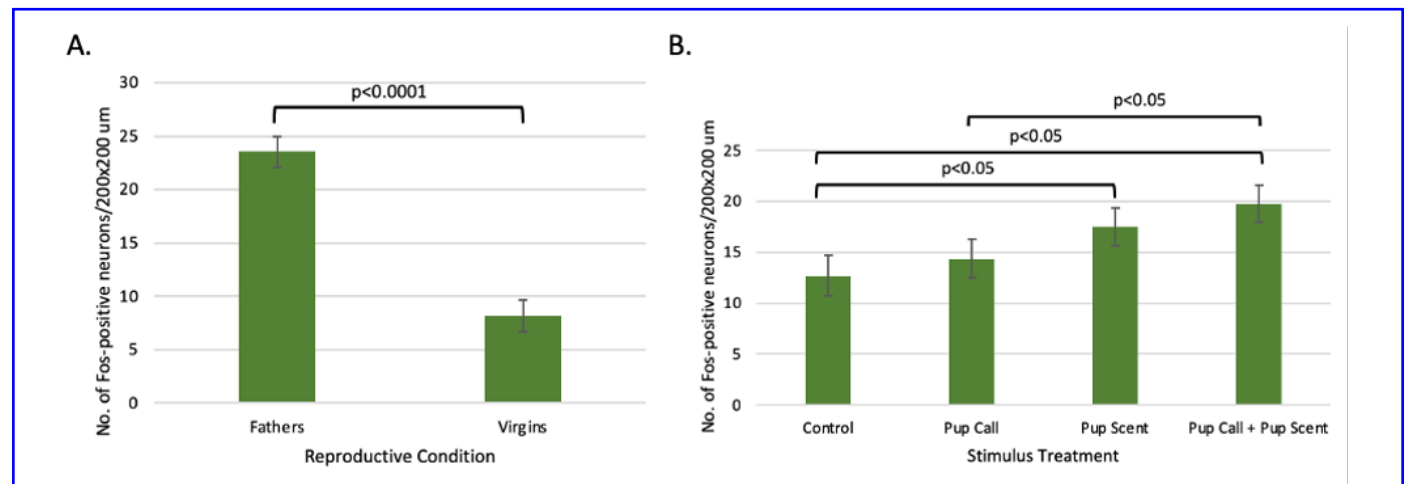 A.
No. of Fos-positive neurons/200x200 um
30
25
20
15
10
5
0
p<0.0001
Fathers
Virgins
Reproductive Condition
B.
No. of Fos-positive neurons/200x200 um
25
20
15
10
5
0
p<0.05
p<0.05
p<0.05
Control
Pup Call
Pup Scent
Pup Call + Pup Scent
Stimulus Treatment